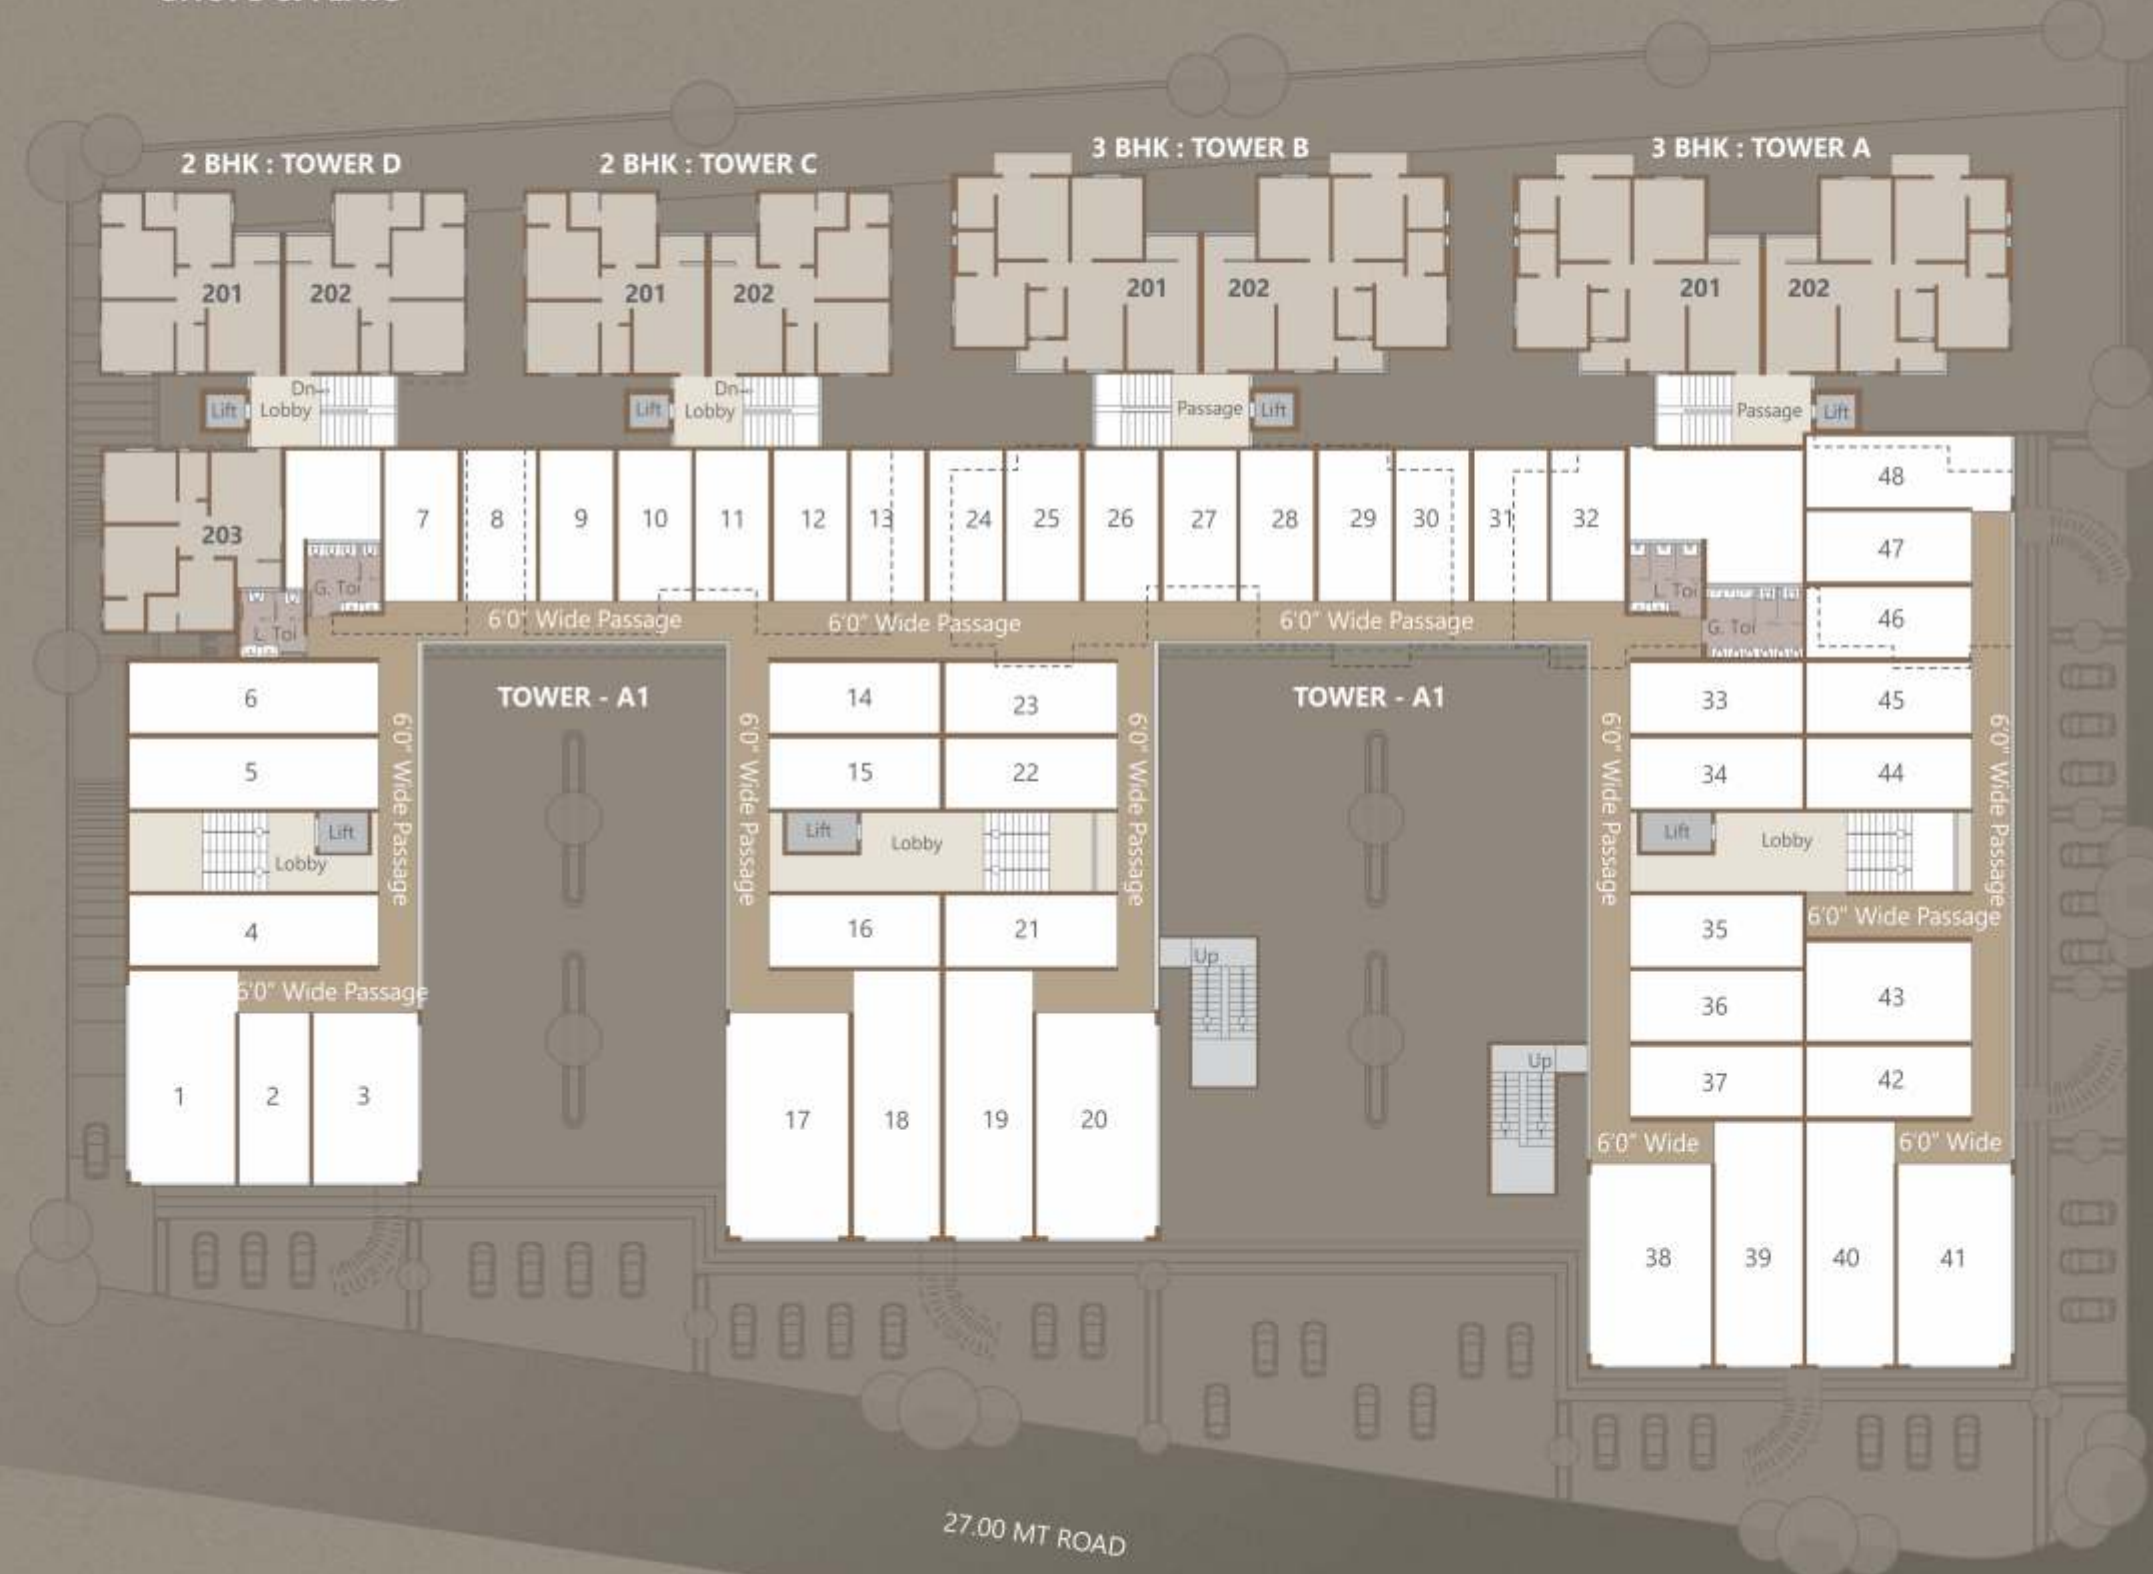 2 BHK : TOWER D
2 BHK : TOWER C
3 BHK : TOWER B
3 BHK : TOWER A
201
202
201
202
201
202
201
202
Dn
Lift
Lobby
Dn
Lift
Lobby
Passage
Lift
Passage
Lift
203
7
8
9
10
11
12
13
24
25
26
27
28
29
30
31
32
48
47
46
G. Toi
L. Toi
L. Toi
G. Toi
6'0" Wide Passage
6'0" Wide Passage
6'0" Wide Passage
6
5
Lift
Lobby
4
6'0" Wide Passage
6'0" Wide Passage
1
2
3
TOWER - A1
6'0" Wide Passage
14
23
15
22
Lift
Lobby
16
21
6'0" Wide Passage
17
18
19
20
TOWER - A1
Up
Up
6'0" Wide Passage
33
45
34
44
Lift
Lobby
6'0" Wide Passage
35
6'0" Wide Passage
36
43
37
42
6'0" Wide
6'0" Wide
38
39
40
41
27.00 MT ROAD